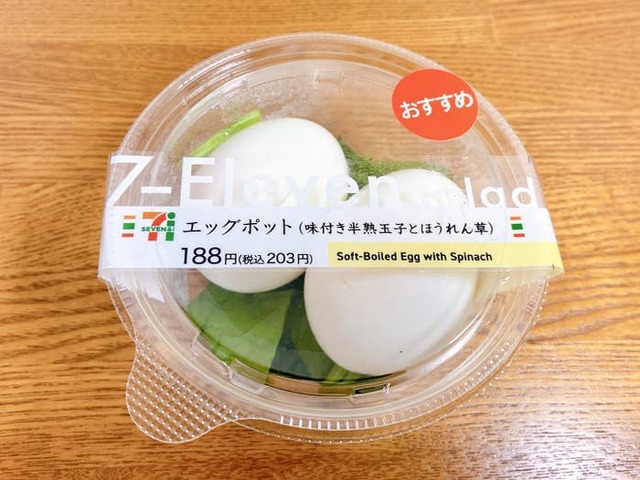 おすすめ
7-Eleven Salad
SEVEN&i
エッグポット(味付き半熟玉子とほうれん草)
188円(税込203円)
Soft-Boiled Egg with Spinach